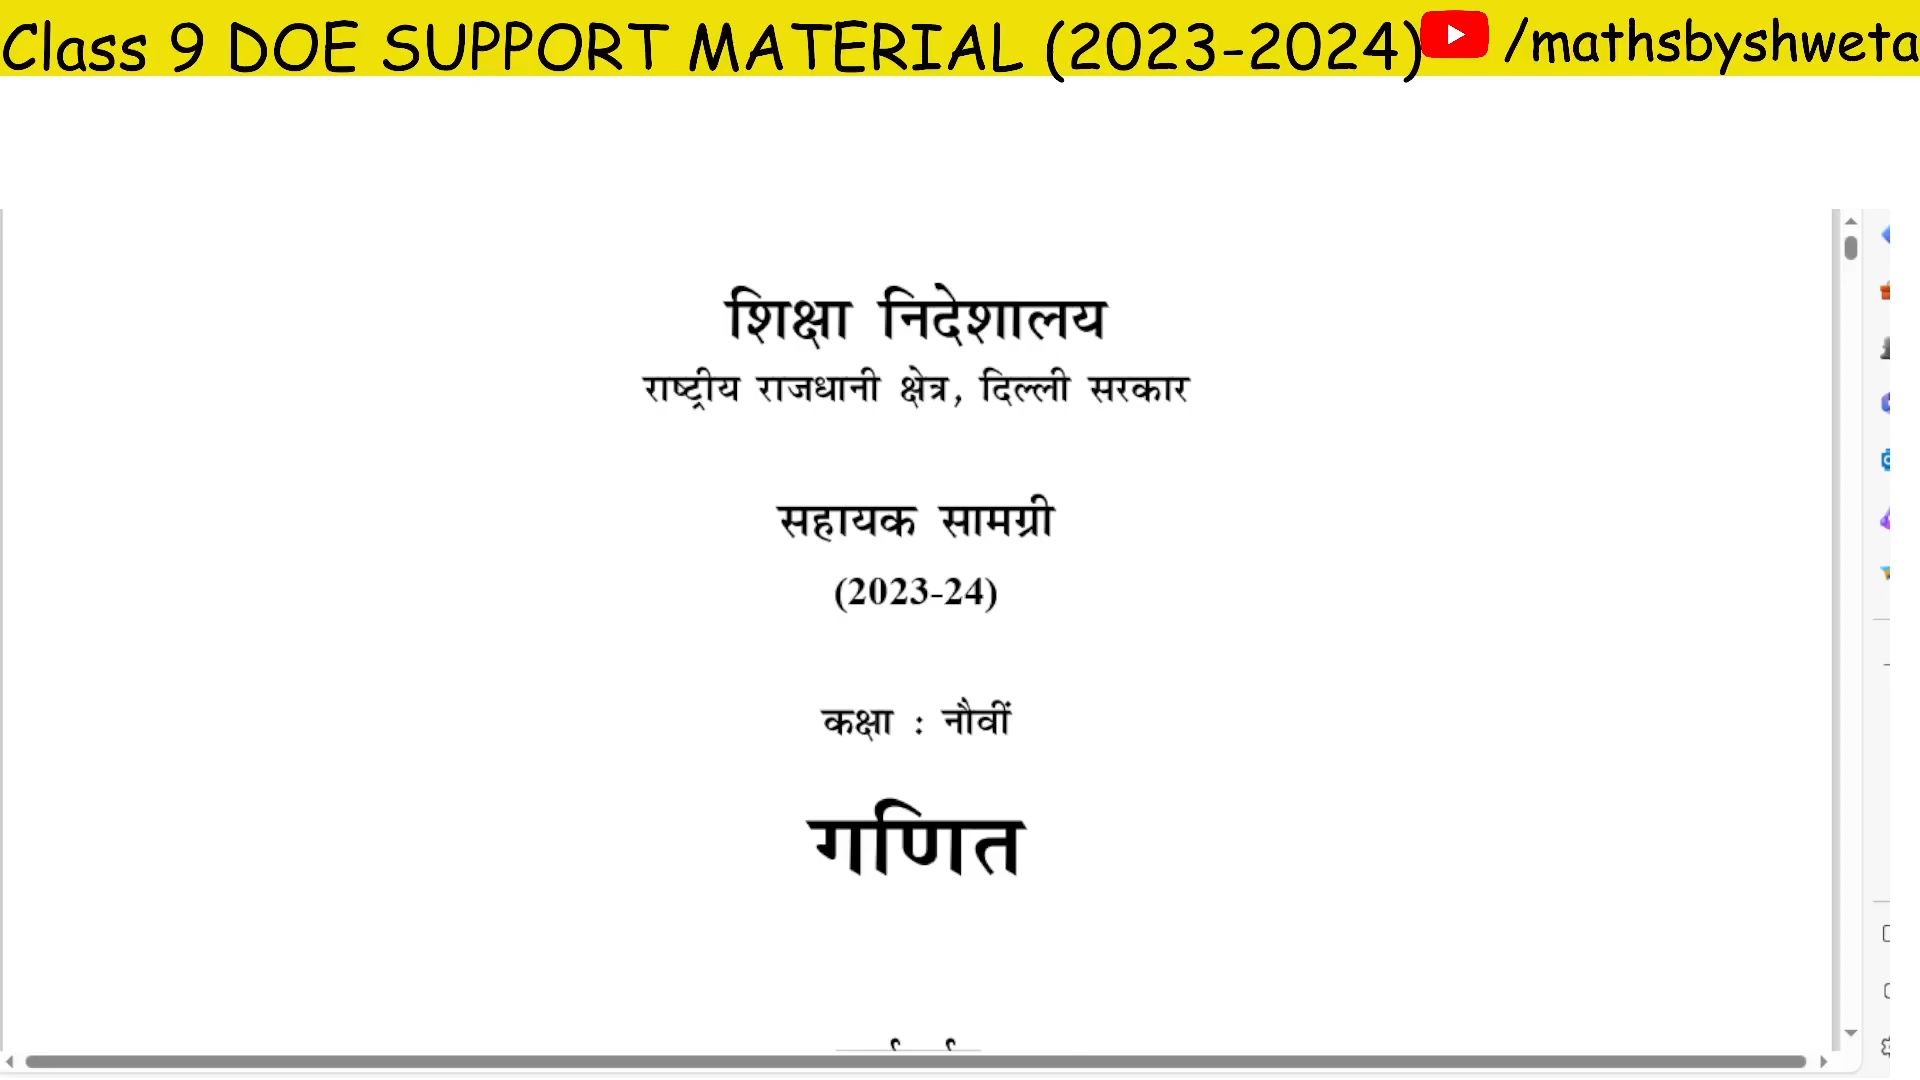 Class 9 DOE SUPPORT MATERIAL (2023-2024) /mathsbyshweta
शिक्षा निदेशालय
राष्ट्रीय राजधानी क्षेत्र, दिल्ली सरकार
सहायक सामग्री
(2023-24)
कक्षा : नौवीं
गणित